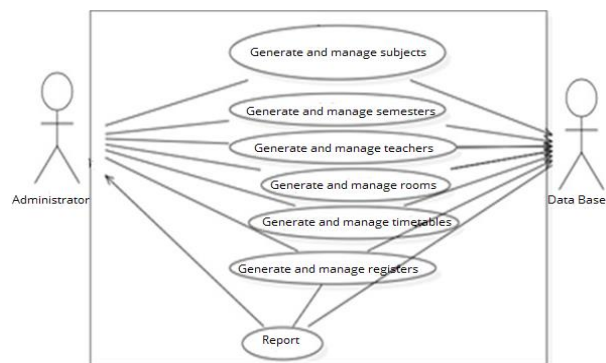 Generate and manage subjects
Generate and manage semesters
Generate and manage teachers
Generate and manage rooms
Administrator
Data Base
Generate and manage timetables
Generate and manage registers
Report